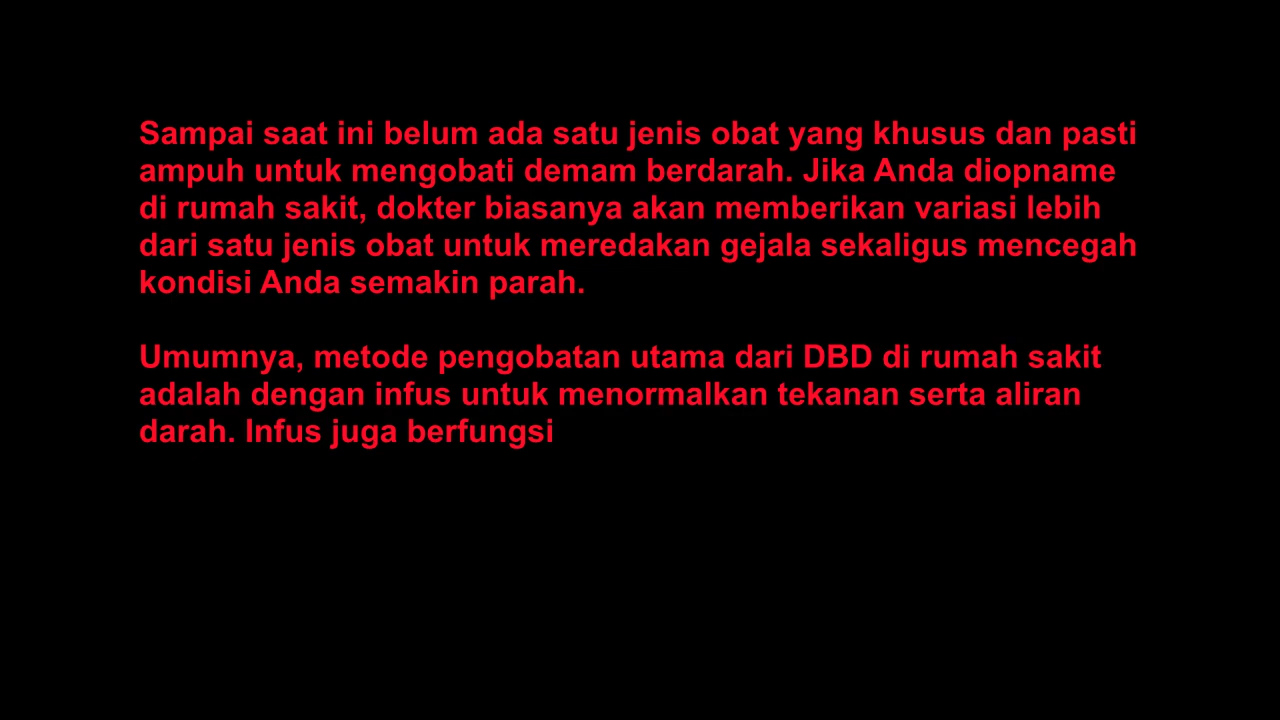 Sampai saat ini belum ada satu jenis obat yang khusus dan pasti
ampuh untuk mengobati demam berdarah. Jika Anda diopname
di rumah sakit, dokter biasanya akan memberikan variasi lebih
dari satu jenis obat untuk meredakan gejala sekaligus mencegah
kondisi Anda semakin parah.
Umumnya, metode pengobatan utama dari DBD di rumah sakit
adalah dengan infus untuk menormalkan tekanan serta aliran
darah. Infus juga berfungsi